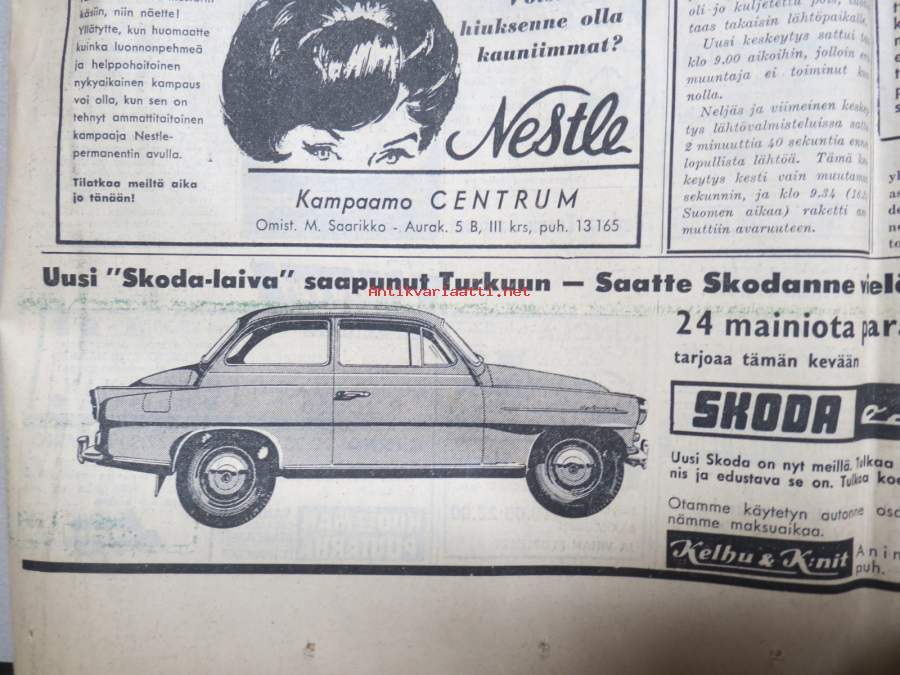 käsiin, niin näette!
Yllätytte, kun huomaatte
kuinka luonnonpehmeä
ja helppohoitoinen
nykyaikainen kampaus
voi olla, kun sen on
tehnyt ammattitaitoinen
kampaaja Nestle-
permanentin avulla.
Tilatkaa meiltä aika
jo tänään!
hiuksenne olla
kauniimmat?
Nestle
Kampaamo CENTRUM
Omist. M. Saarikko - Aurak. 5 B, III krs, puh. 13 165
oli jo kuljetettu pois,
taas takaisin lähtöpaikalle
Uusi keskeytys sattui
klo 9.00 aikoihin, jolloin
muuntaja ei toiminut
nolla.
Neljäs ja viimeinen
tys lähtövalmisteluissa
2 minuuttia 40 sekuntia
lopullista lähtöä. Tämä
keytys kesti vain muutaman
sekunnin, ja klo 9.34
Suomen aikaa) raketti
muttiin avaruuteen.
Uusi "Skoda-laiva" saapunut Turkuun — Saatte Skodanne vielä
Antikvariaatti.net
24 mainiota
tarjoaa tämän kevään
SKODA
Uusi Skoda on nyt meillä. Tulkaa
nis ja edustava se on. Tulkaa
Otamme käytetyn autonne
nämme maksuaikaa.
Kelhu & K:nit
puh.